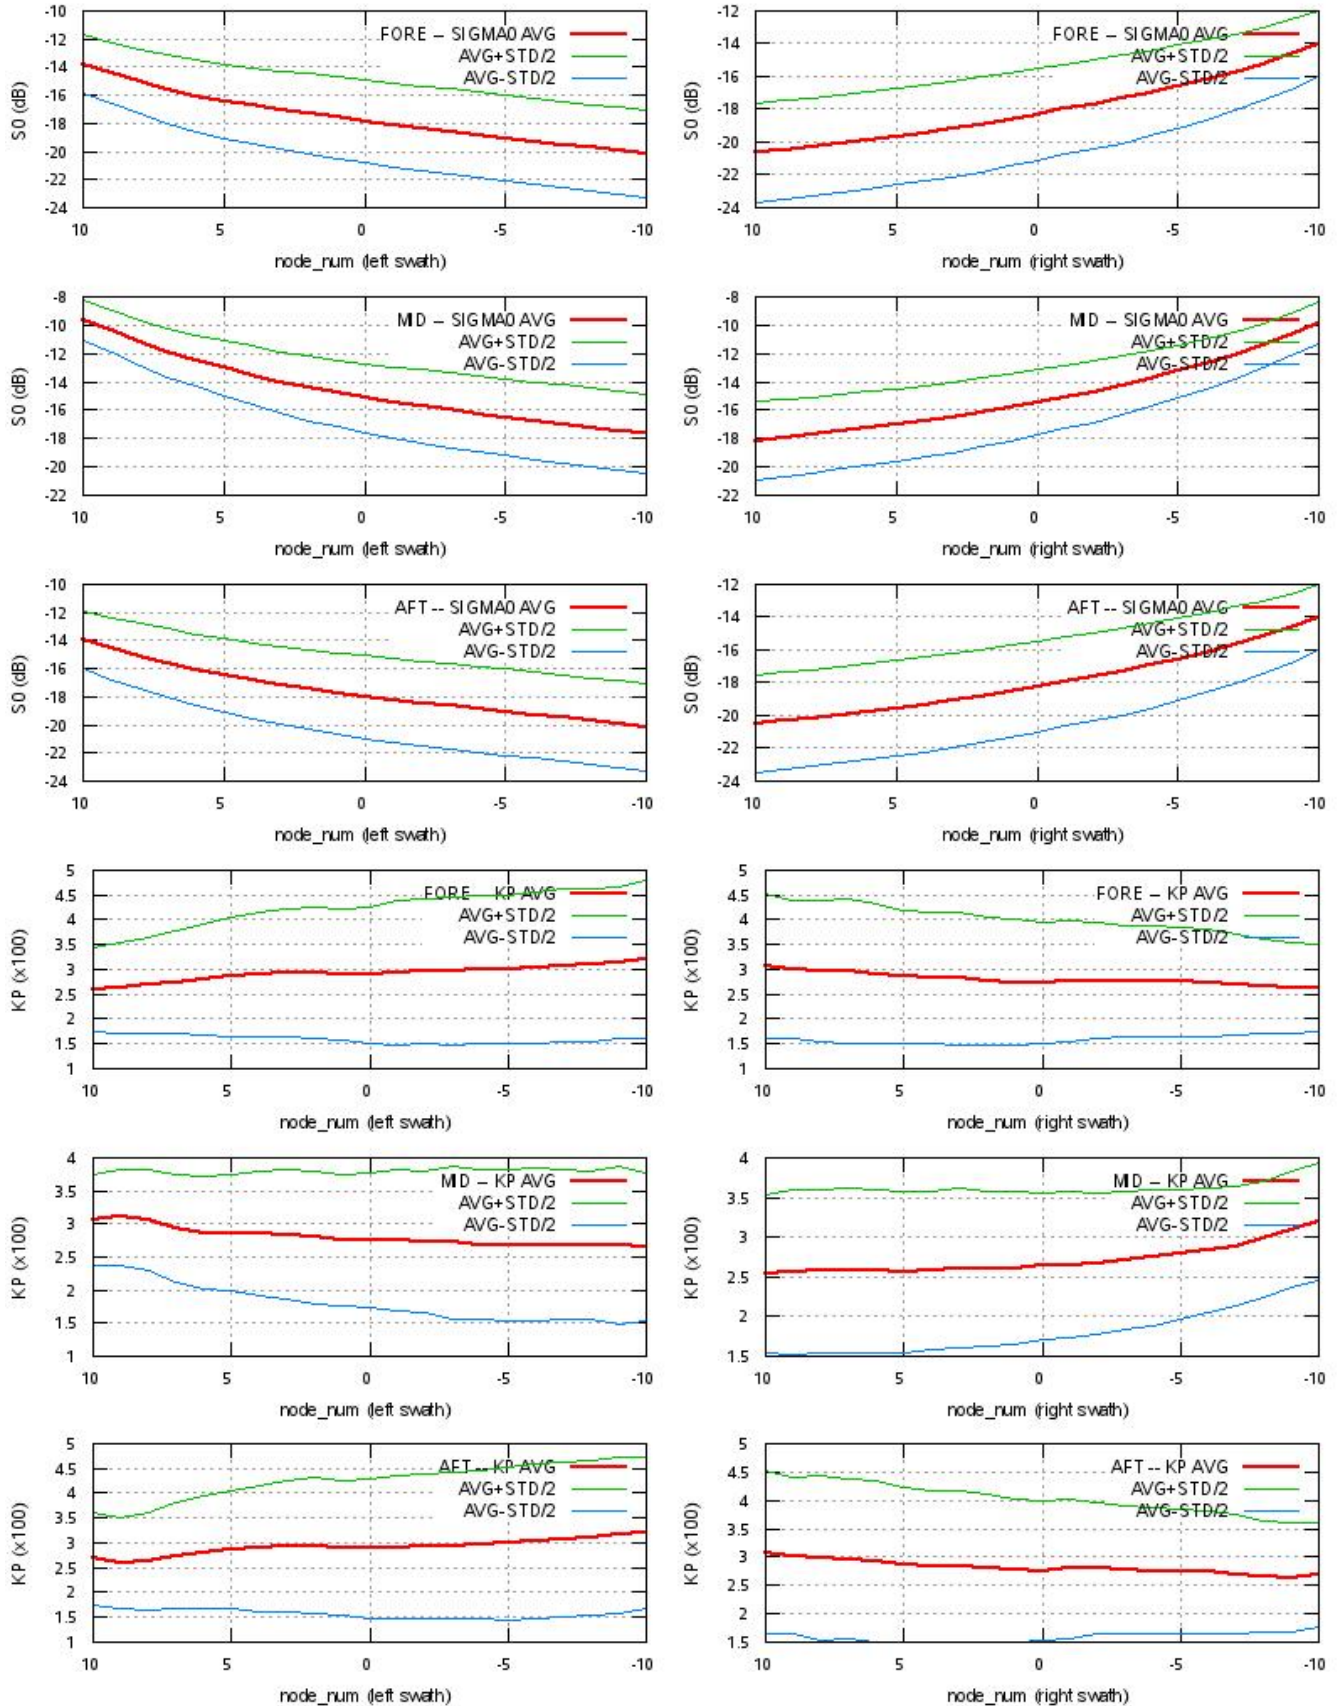 -10
-12
-14
-16
-18
-20
-22
-24
S0 (dB)
FORE -- SIGMA0 AVG
AVG+STD/2
AVG-STD/2
10 5 0 -5 -10
node_num (left swath)
-12
-14
-16
-18
-20
-22
-24
S0 (dB)
FORE -- SIGMA0 AVG
AVG+STD/2
AVG-STD/2
10 5 0 -5 -10
node_num (right swath)
-8
-10
-12
-14
-16
-18
-20
-22
S0 (dB)
MID -- SIGMA0 AVG
AVG+STD/2
AVG-STD/2
10 5 0 -5 -10
node_num (left swath)
-8
-10
-12
-14
-16
-18
-20
-22
S0 (dB)
MID -- SIGMA0 AVG
AVG+STD/2
AVG-STD/2
10 5 0 -5 -10
node_num (right swath)
-10
-12
-14
-16
-18
-20
-22
-24
S0 (dB)
AFT -- SIGMA0 AVG
AVG+STD/2
AVG-STD/2
10 5 0 -5 -10
node_num (left swath)
-12
-14
-16
-18
-20
-22
-24
S0 (dB)
AFT -- SIGMA0 AVG
AVG+STD/2
AVG-STD/2
10 5 0 -5 -10
node_num (right swath)
5
4.5
4
3.5
3
2.5
2
1.5
1
KP (x100)
FORE -- KP AVG
AVG+STD/2
AVG-STD/2
10 5 0 -5 -10
node_num (left swath)
5
4.5
4
3.5
3
2.5
2
1.5
1
KP (x100)
FORE -- KP AVG
AVG+STD/2
AVG-STD/2
10 5 0 -5 -10
node_num (right swath)
4
3.5
3
2.5
2
1.5
1
KP (x100)
MID -- KP AVG
AVG+STD/2
AVG-STD/2
10 5 0 -5 -10
node_num (left swath)
4
3.5
3
2.5
2
1.5
KP (x100)
MID -- KP AVG
AVG+STD/2
AVG-STD/2
10 5 0 -5 -10
node_num (right swath)
5
4.5
4
3.5
3
2.5
2
1.5
1
KP (x100)
AFT -- KP AVG
AVG+STD/2
AVG-STD/2
10 5 0 -5 -10
node_num (left swath)
5
4.5
4
3.5
3
2.5
2
1.5
KP (x100)
AFT -- KP AVG
AVG+STD/2
AVG-STD/2
10 5 0 -5 -10
node_num (right swath)